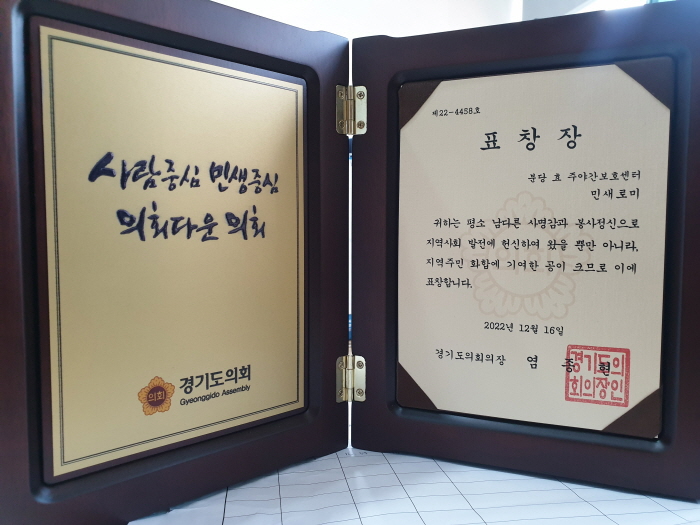 사람중심 민생중심
의회다운 의회
의회
경기도의회
Gyeonggido Assembly
제22-4458호
표 창 장
분당 효 주야간보호센터
민새로미
귀하는 평소 남다른 사명감과 봉사정신으로
지역사회 발전에 헌신하여 왔을 뿐만 아니라,
지역주민 화합에 기여한 공이 크므로 이에
표창합니다.
2022년 12월 16일
경기도의회의장 염 종 현
경기도의
회의장인